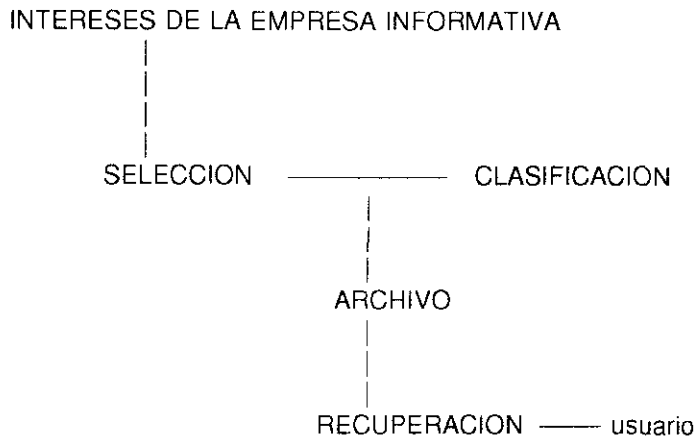 INTERESES DE LA EMPRESA INFORMATIVA
SELECCION CLASIFICACION
ARCHIVO
RECUPERACION usuario